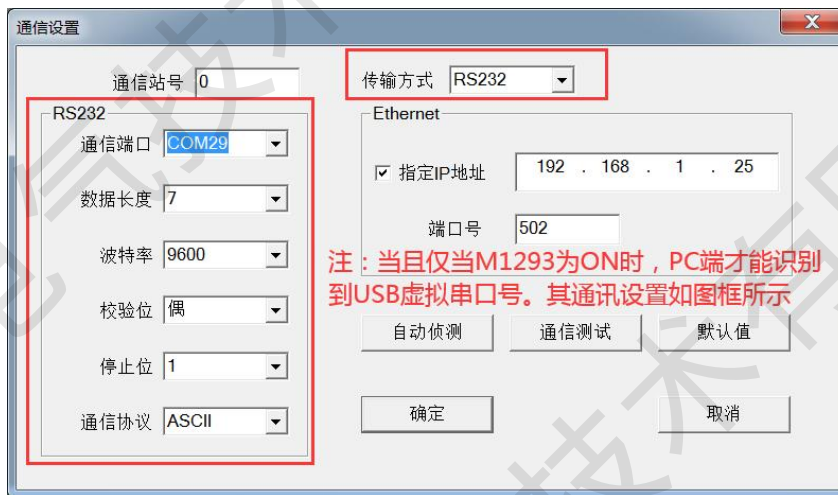 通信设置
通信站号 0
传输方式 RS232
RS232
通信端口 COM29
数据长度 7
波特率 9600
校验位 偶
停止位 1
通信协议 ASCII
Ethernet
指定IP地址 192 . 168 . 1 . 25
端口号 502
注：当且仅当M1293为ON时，PC端才能识别
到USB虚拟串口号。其通讯设置如图框所示
自动侦测 通信测试 默认值
确定 取消